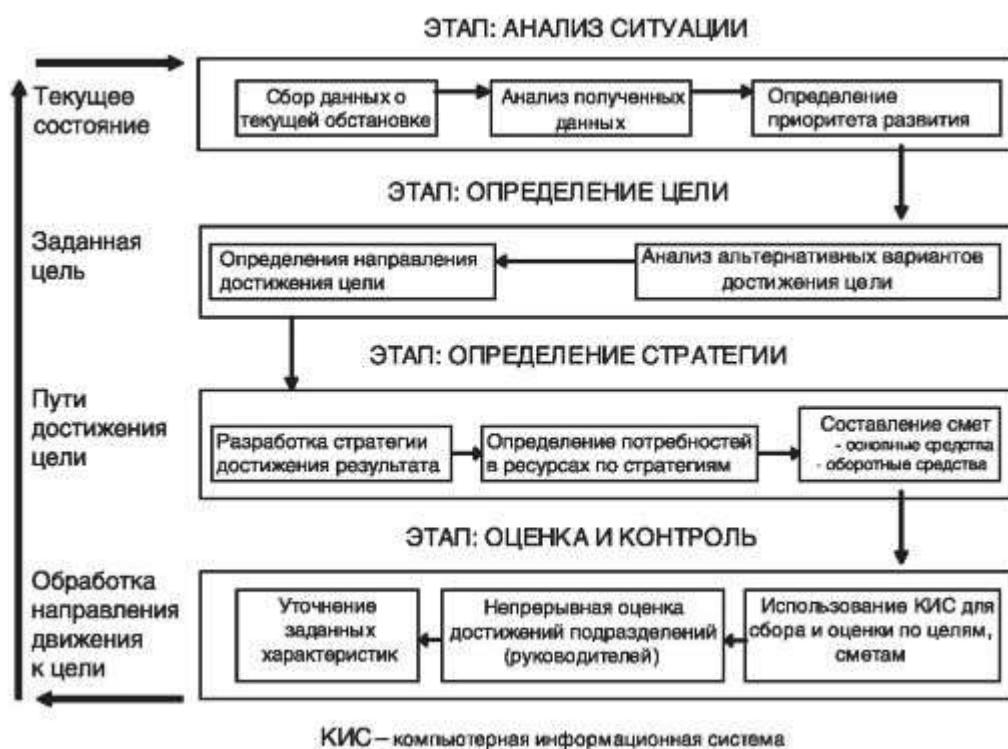 ЭТАП: АНАЛИЗ СИТУАЦИИ
Текущее
состояние
Сбор данных о
текущей обстановке
Анализ полученных
данных
Определение
приоритета развития
ЭТАП: ОПРЕДЕЛЕНИЕ ЦЕЛИ
Заданная
цель
Определения направления
достижения цели
Анализ альтернативных вариантов
достижения цели
ЭТАП: ОПРЕДЕЛЕНИЕ СТРАТЕГИИ
Пути
достижения
цели
Разработка стратегии
достижения результата
Определение потребностей
в ресурсах по стратегиям
Составление смет
- основные средства
- оборотные средства
ЭТАП: ОЦЕНКА И КОНТРОЛЬ
Обработка
направления
движения
к цели
Уточнение
заданных
характеристик
Непрерывная оценка
достижений подразделений
(руководителей)
Использование КИС для
сбора и оценки по целям,
сметам
КИС – компьютерная информационная система